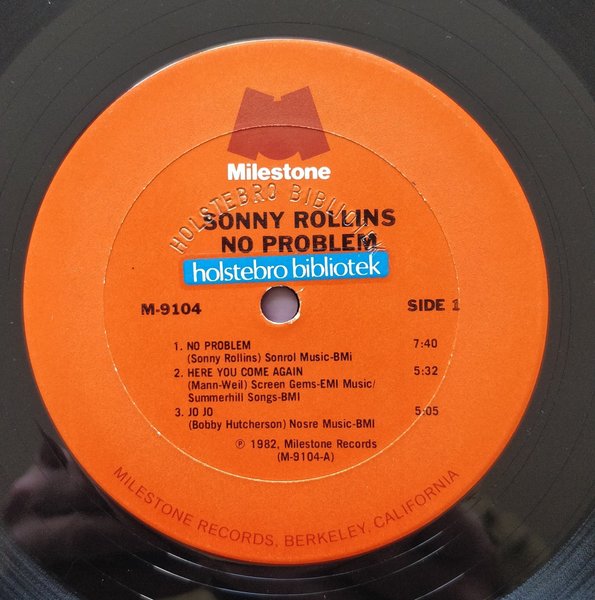 Milestone
HOLSTEBRO BIBLIOTEK
SONNY ROLLINS
NO PROBLEM
holstebro bibliotek
M-9104 SIDE 1
1. NO PROBLEM 7:40
(Sonny Rollins) Sonrol Music-BMi
2. HERE YOU COME AGAIN 5:32
(Mann-Weil) Screen Gems-EMI Music/
Summerhill Songs-BMI
3. JO JO 5:05
(Bobby Hutcherson) Nosre Music-BMI
℗ 1982, Milestone Records
(M-9104-A)
MILESTONE RECORDS, BERKELEY, CALIFORNIA